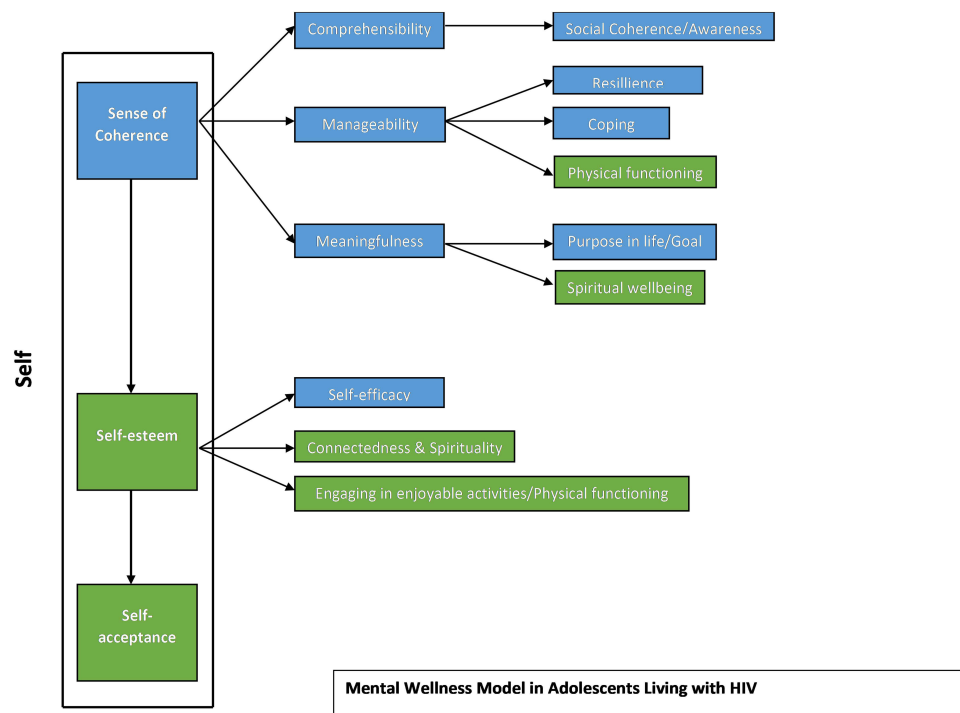 Comprehensibility
Social Coherence/Awareness
Sense of
Coherence
Resillience
Manageability
Coping
Physical functioning
Meaningfulness
Purpose in life/Goal
Spiritual wellbeing
Self
Self-efficacy
Self-esteem
Connectedness & Spirituality
Engaging in enjoyable activities/Physical functioning
Self-
acceptance
Mental Wellness Model in Adolescents Living with HIV